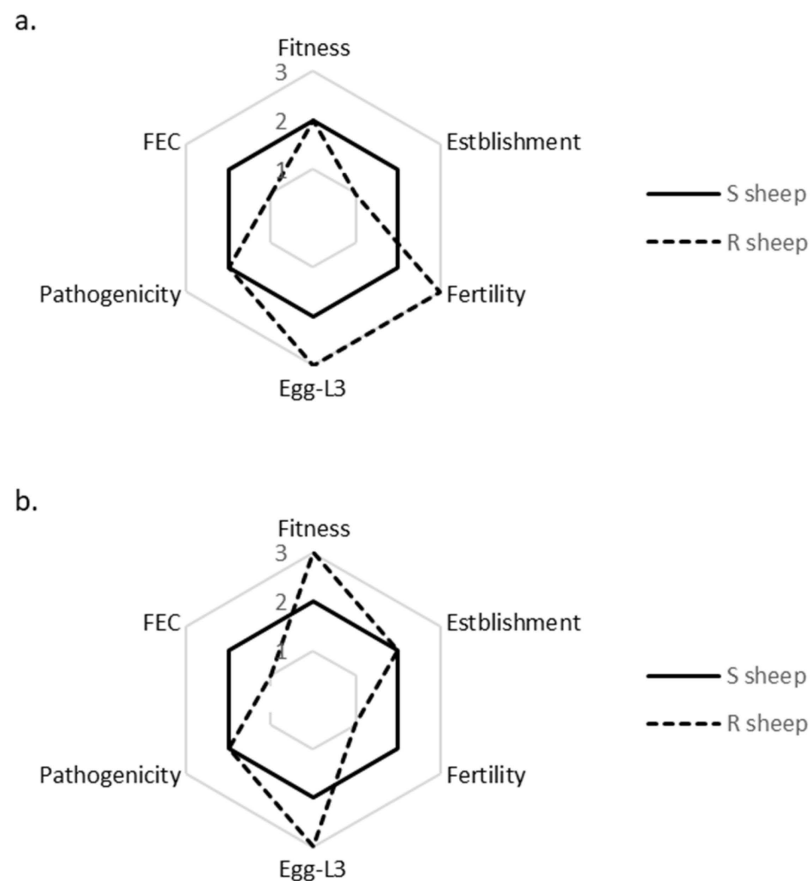 a.
Fitness
3
2
FEC
Estblishment
1
S sheep
R sheep
Pathogenicity
Fertility
Egg-L3
b.
Fitness
3
2
FEC
Estblishment
1
S sheep
R sheep
Pathogenicity
Fertility
Egg-L3